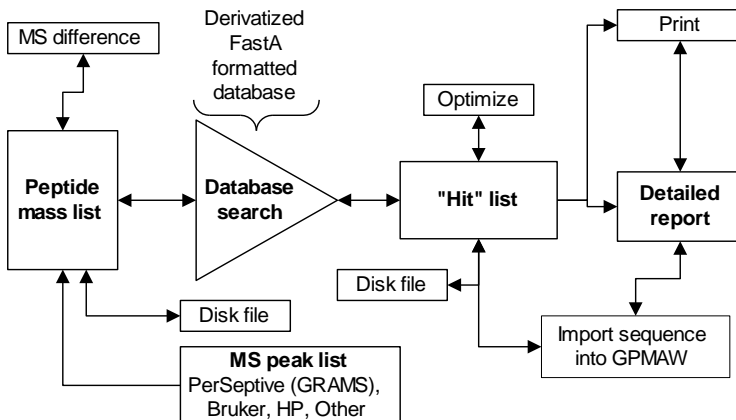 MS difference
Derivatized
FastA
formatted
database
Print
Optimize
Peptide
mass list
Database
search
"Hit" list
Detailed
report
Disk file
Disk file
Import sequence
into GPMAW
MS peak list
PerSeptive (GRAMS),
Bruker, HP, Other